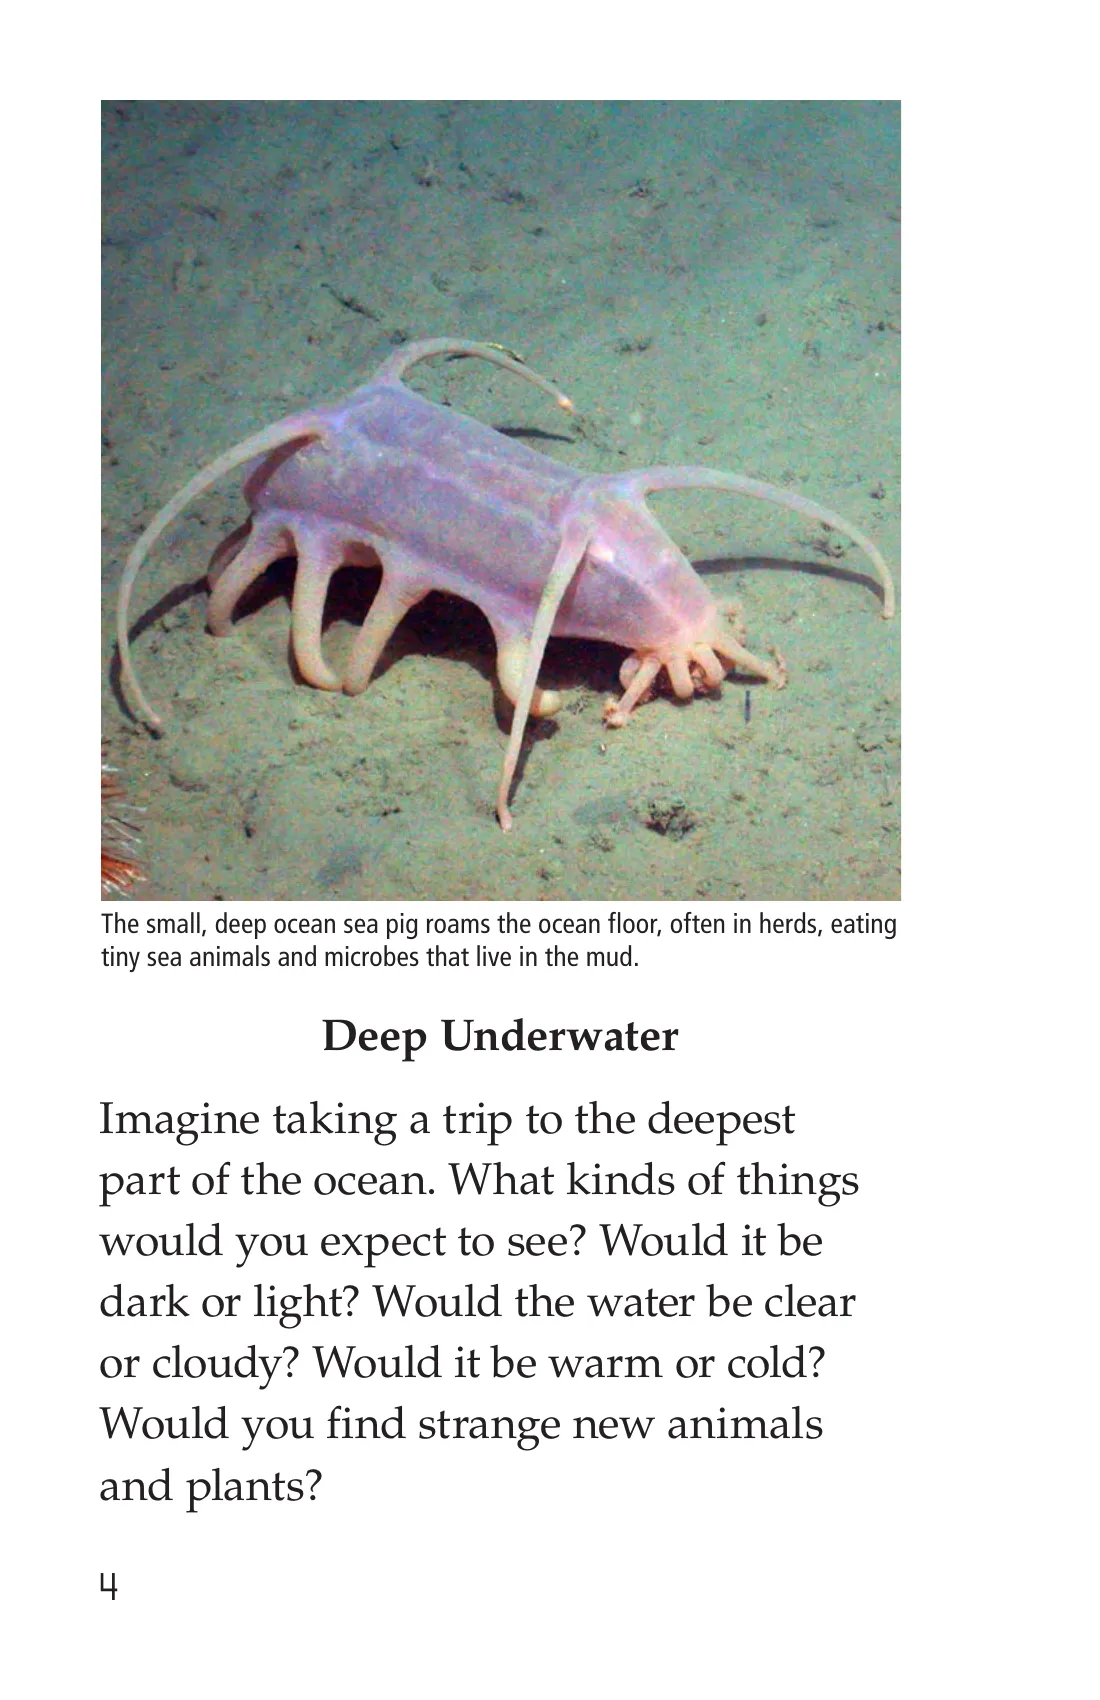 The small, deep ocean sea pig roams the ocean floor, often in herds, eating
tiny sea animals and microbes that live in the mud.
Deep Underwater
Imagine taking a trip to the deepest
part of the ocean. What kinds of things
would you expect to see? Would it be
dark or light? Would the water be clear
or cloudy? Would it be warm or cold?
Would you find strange new animals
and plants?
4